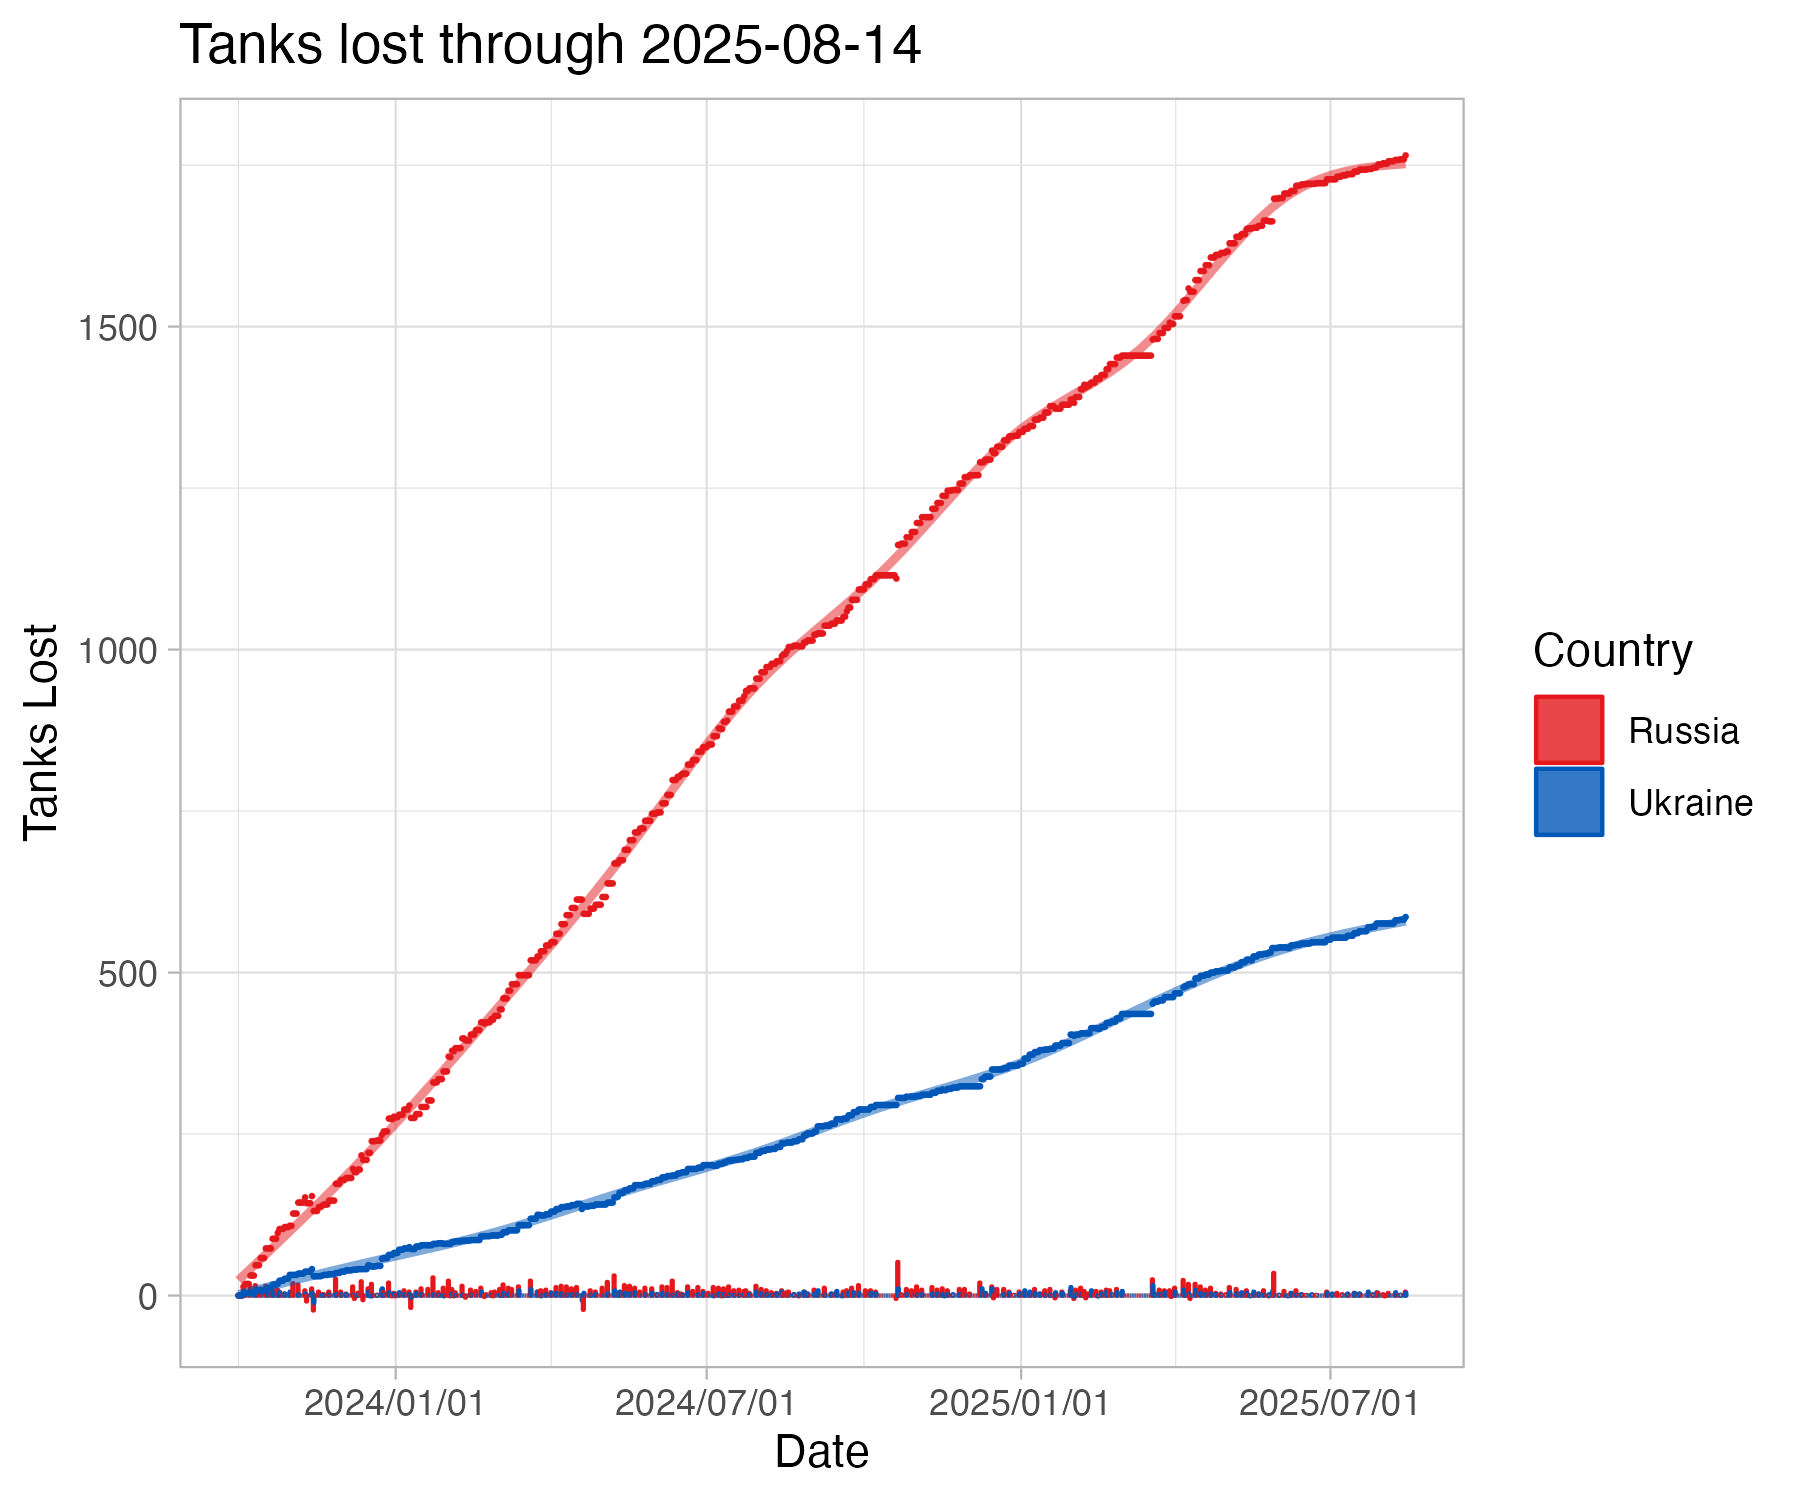 Tanks lost through 2025-08-14
Tanks Lost
1500
1000
500
0
2024/01/01
2024/07/01
2025/01/01
2025/07/01
Date
Country
Russia
Ukraine